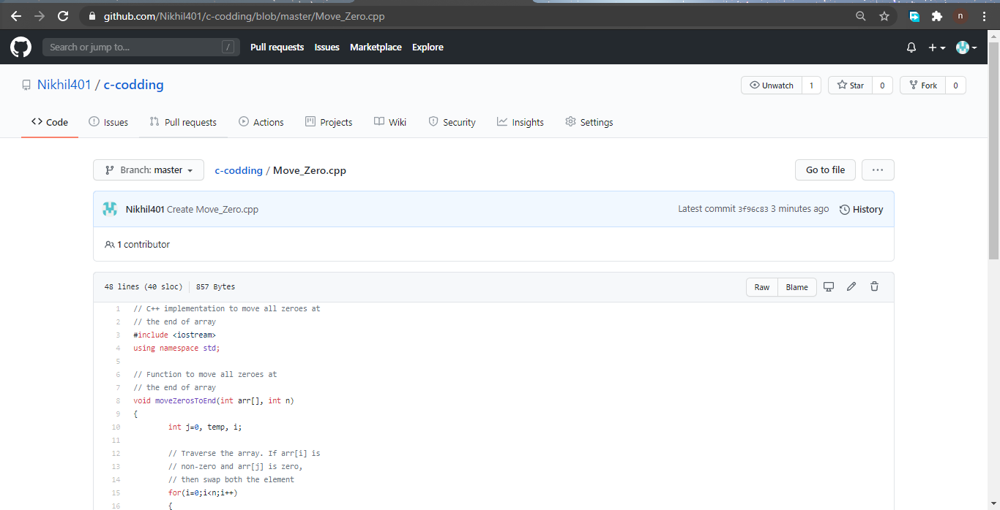 github.com/Nikhil401/c-codding/blob/master/Move_Zero.cpp
n
Search or jump to... /
Pull requests Issues Marketplace Explore
Nikhil401 / c-codding
Unwatch 1 Star 0 Fork 0
Code Issues Pull requests Actions Projects Wiki Security Insights Settings
Branch: master c-codding / Move_Zero.cpp Go to file ...
Nikhil401 Create Move_Zero.cpp Latest commit 3f96c83 3 minutes ago History
1 contributor
48 lines (40 sloc) 857 Bytes Raw Blame
1 // C++ implementation to move all zeroes at
2 // the end of array
3 #include <iostream>
4 using namespace std;
5
6 // Function to move all zeroes at
7 // the end of array
8 void moveZerosToEnd(int arr[], int n)
9 {
10 int j=0, temp, i;
11
12 // Traverse the array. If arr[i] is
13 // non-zero and arr[j] is zero,
14 // then swap both the element
15 for(i=0;i<n;i++)
16 {